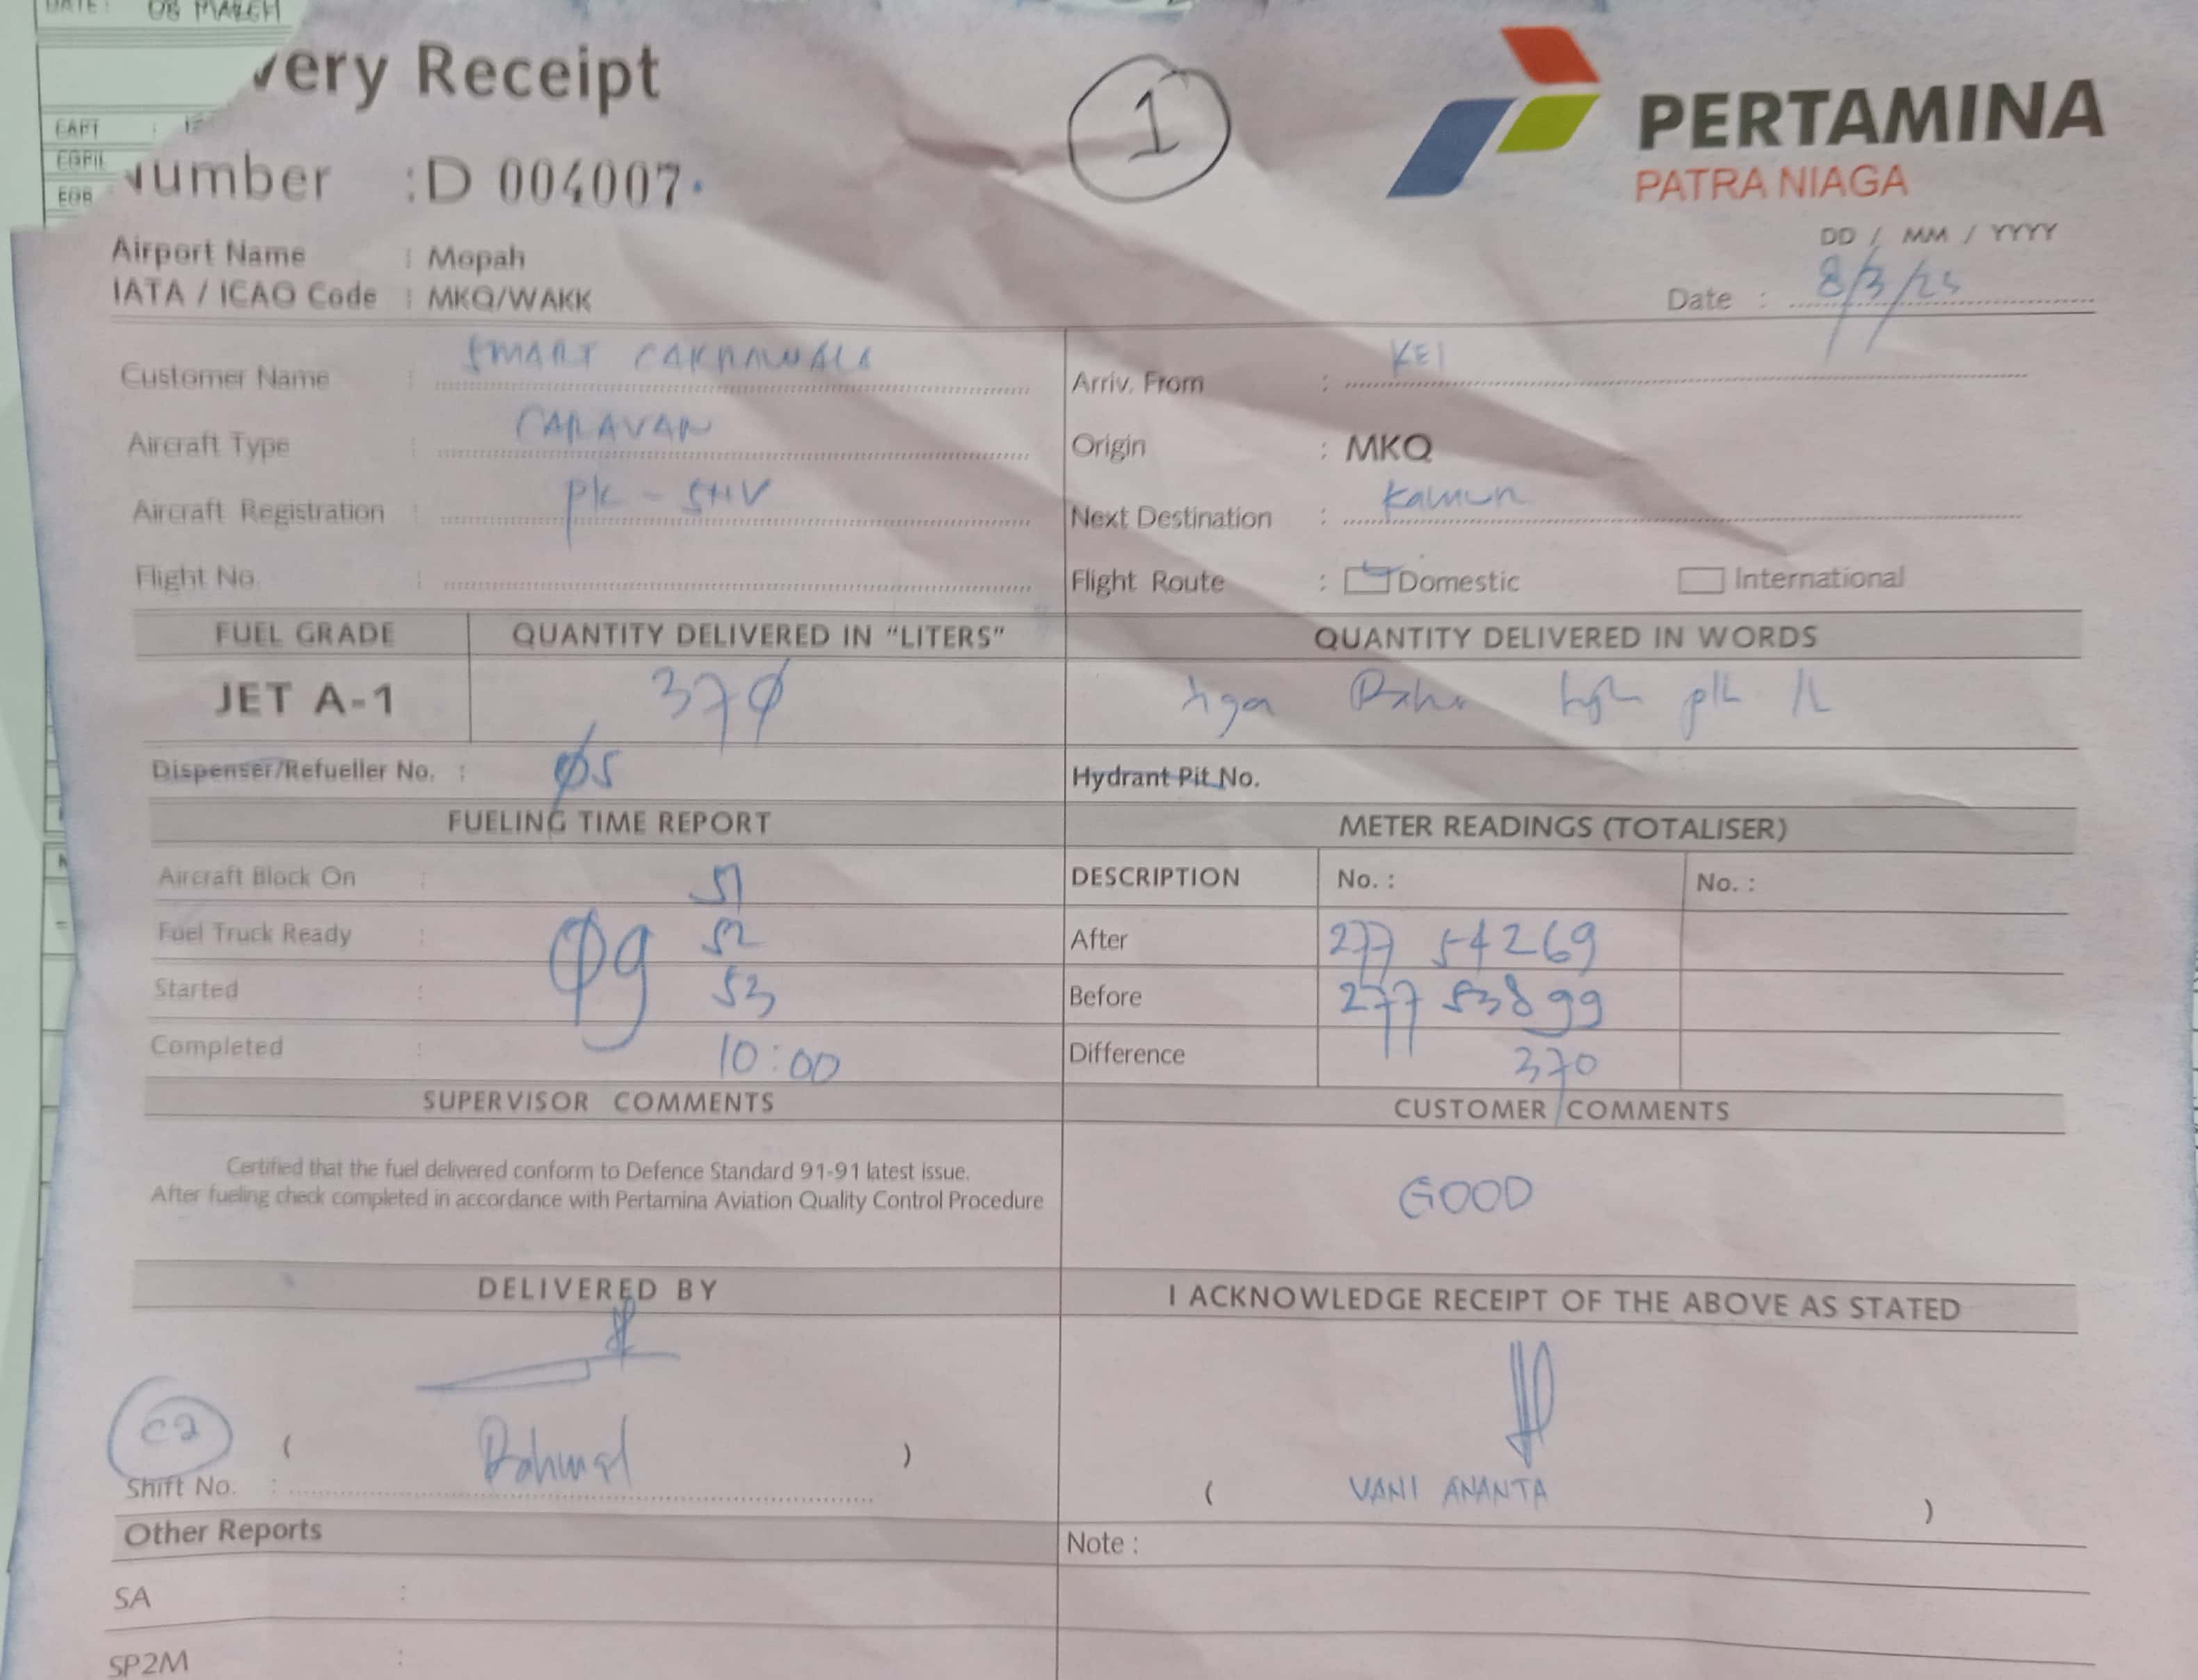 DATE : 08 MARCH
very Receipt
1
PERTAMINA
PATRA NIAGA
Number : D 004007
DD / MM / YYYY
Airport Name : Mopah
IATA / ICAO Code : MKQ/WAKK
Date : 8/3/25
Customer Name : SMART CAKRAWALA
Arriv. From : KEI
Aircraft Type : CARAVAN
Origin : MKQ
Aircraft Registration : PK - SHV
Next Destination : Kamur
Flight No. :
Flight Route : Domestic International
FUEL GRADE QUANTITY DELIVERED IN "LITERS" QUANTITY DELIVERED IN WORDS
JET A-1 370 tiga
Dispenser/Refueller No. : 05 Hydrant Pit No.
FUELING TIME REPORT METER READINGS (TOTALISER)
Aircraft Block On : 51 DESCRIPTION No. : No. :
Fuel Truck Ready : 09 52 After 277 54269
Started : 53 Before 277 53899
Completed : 10:00 Difference 370
SUPERVISOR COMMENTS CUSTOMER COMMENTS
Certified that the fuel delivered conform to Defence Standard 91-91 latest issue.
After fueling check completed in accordance with Pertamina Aviation Quality Control Procedure
GOOD
DELIVERED BY I ACKNOWLEDGE RECEIPT OF THE ABOVE AS STATED
C2
( Rahmat ) ( VANI ANANTA )
Shift No. :
Other Reports Note :
SA :
SP2M :